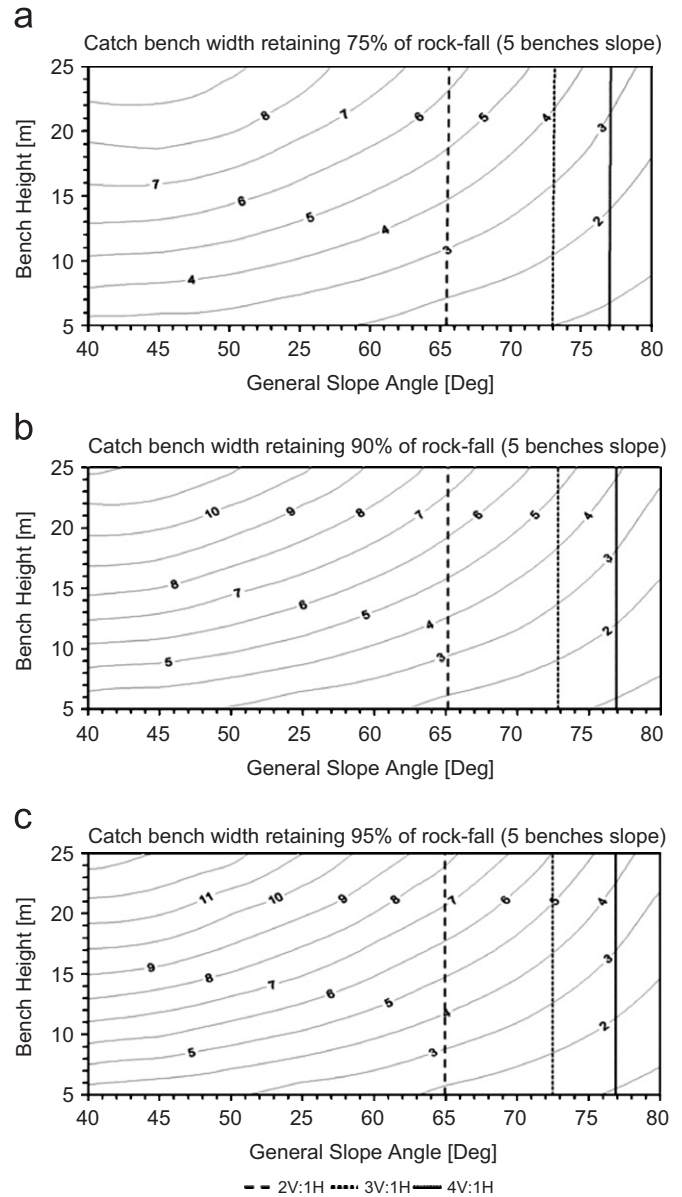 a
Catch bench width retaining 75% of rock-fall (5 benches slope)
25
20
15
10
5
Bench Height [m]
8 7 6 5 4 3
7 6 5 4 3 2
4
40 45 50 25 60 65 70 75 80
General Slope Angle [Deg]
b
Catch bench width retaining 90% of rock-fall (5 benches slope)
25
20
15
10
5
Bench Height [m]
10 9 8 7 6 5 4
8 7 6 5 4 3
5 3 2
40 45 50 25 60 65 70 75 80
General Slope Angle [Deg]
c
Catch bench width retaining 95% of rock-fall (5 benches slope)
25
20
15
10
5
Bench Height [m]
11 10 9 8 7 6 5 4
9 8 7 6 5 4 3
5 3 2
40 45 50 25 60 65 70 75 80
General Slope Angle [Deg]
2V:1H 3V:1H 4V:1H